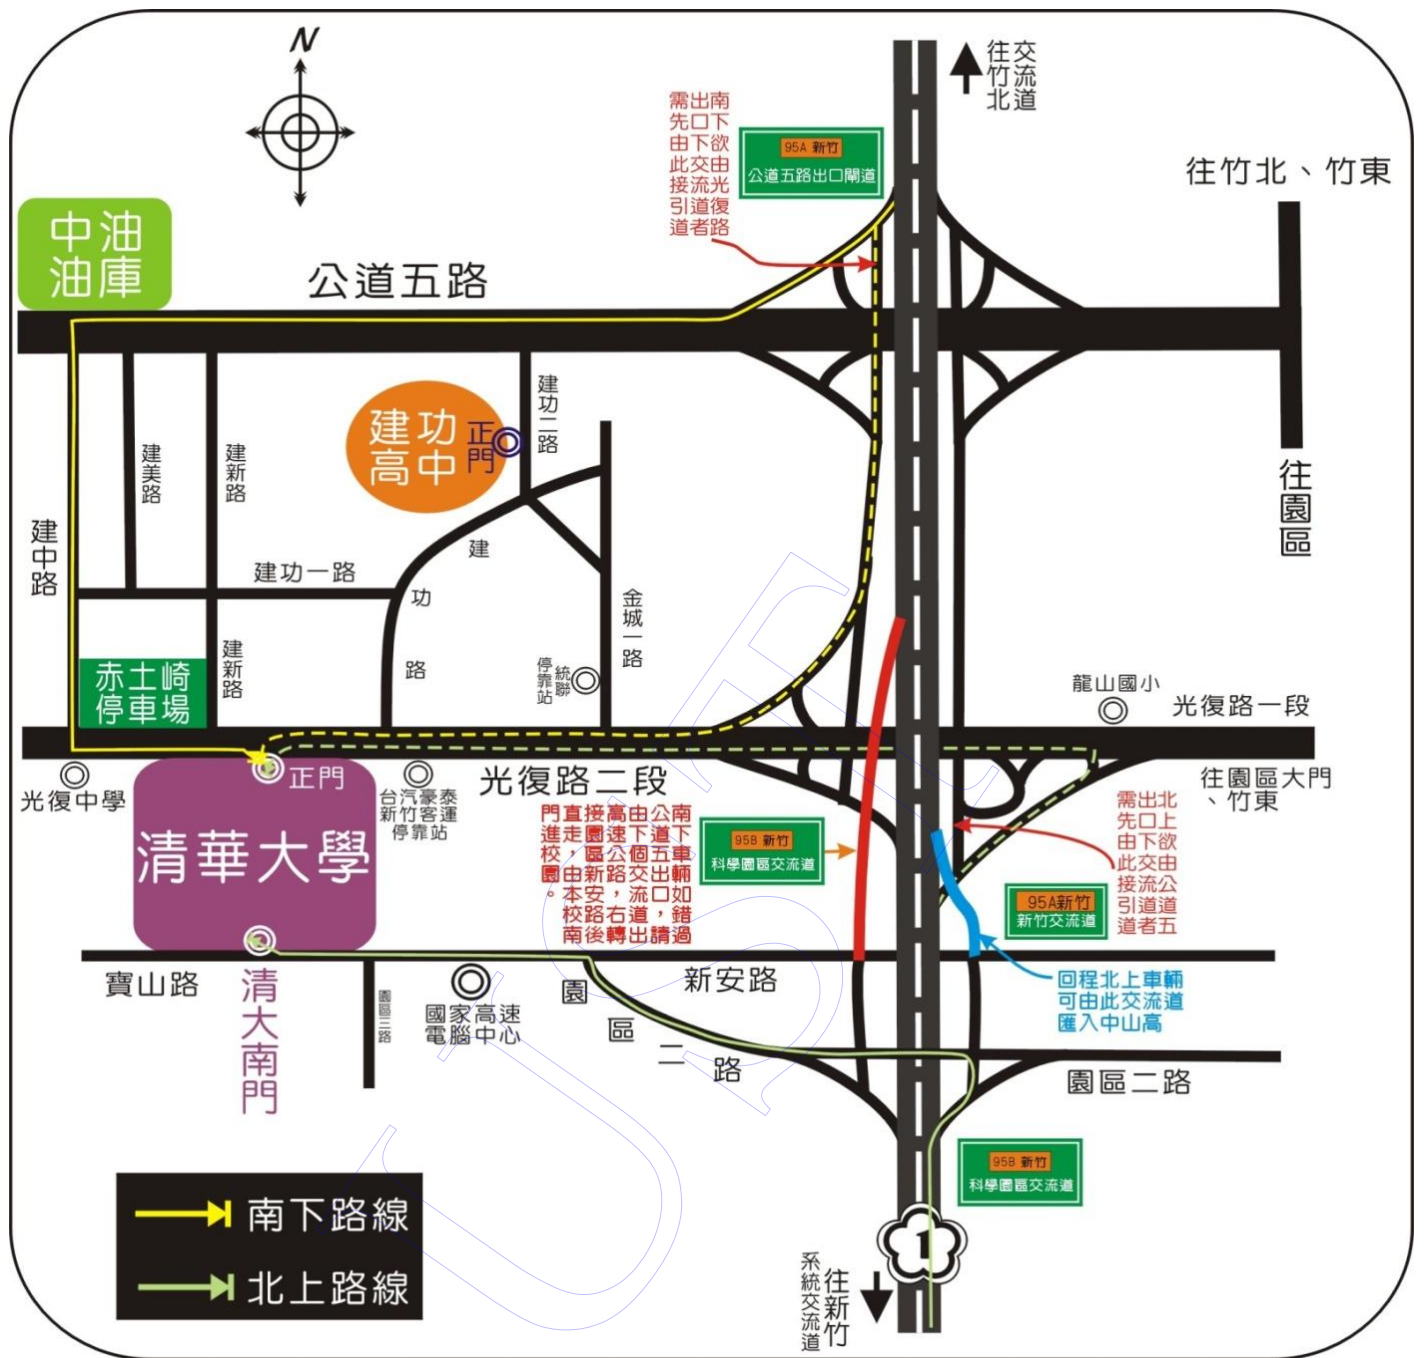 N
往竹北
交流道
南下欲由光復路
出口下交流道者
需先由此接引道
95A 新竹
公道五路出口閘道
往竹北、竹東
中油
油庫
公道五路
建功
高中
正門
建功二路
建美路
建新路
建中路
往園區
建功一路
建功路
金城一路
建新路
赤土崎
停車場
統聯
停靠站
龍山國小
光復路一段
光復中學
正門
台汽豪泰
新竹客運
停靠站
光復路二段
往園區大門
、竹東
清華大學
南下車輛如錯過
公道五出口，請
由下個交流道出
高速公路，右轉
接園區新安路後
直走，由本校南
門進校園。
95B 新竹
科學園區交流道
北上欲由公道五
出口下交流道者
需先由此接引道
95A新竹
新竹交流道
寶山路
新安路
清大南門
園區三路
國家高速
電腦中心
園區二路
回程北上車輛
可由此交流道
匯入中山高
園區二路
95B 新竹
科學園區交流道
1
往新竹
系統交流道
南下路線
北上路線